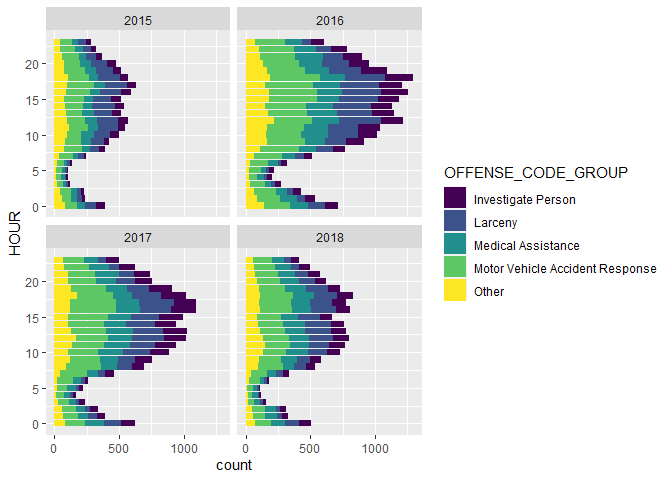 2015
2016
20
15
10
5
0
2017
2018
20
15
10
5
0
HOUR
0
500
1000
0
500
1000
count
OFFENSE_CODE_GROUP
Investigate Person
Larceny
Medical Assistance
Motor Vehicle Accident Response
Other